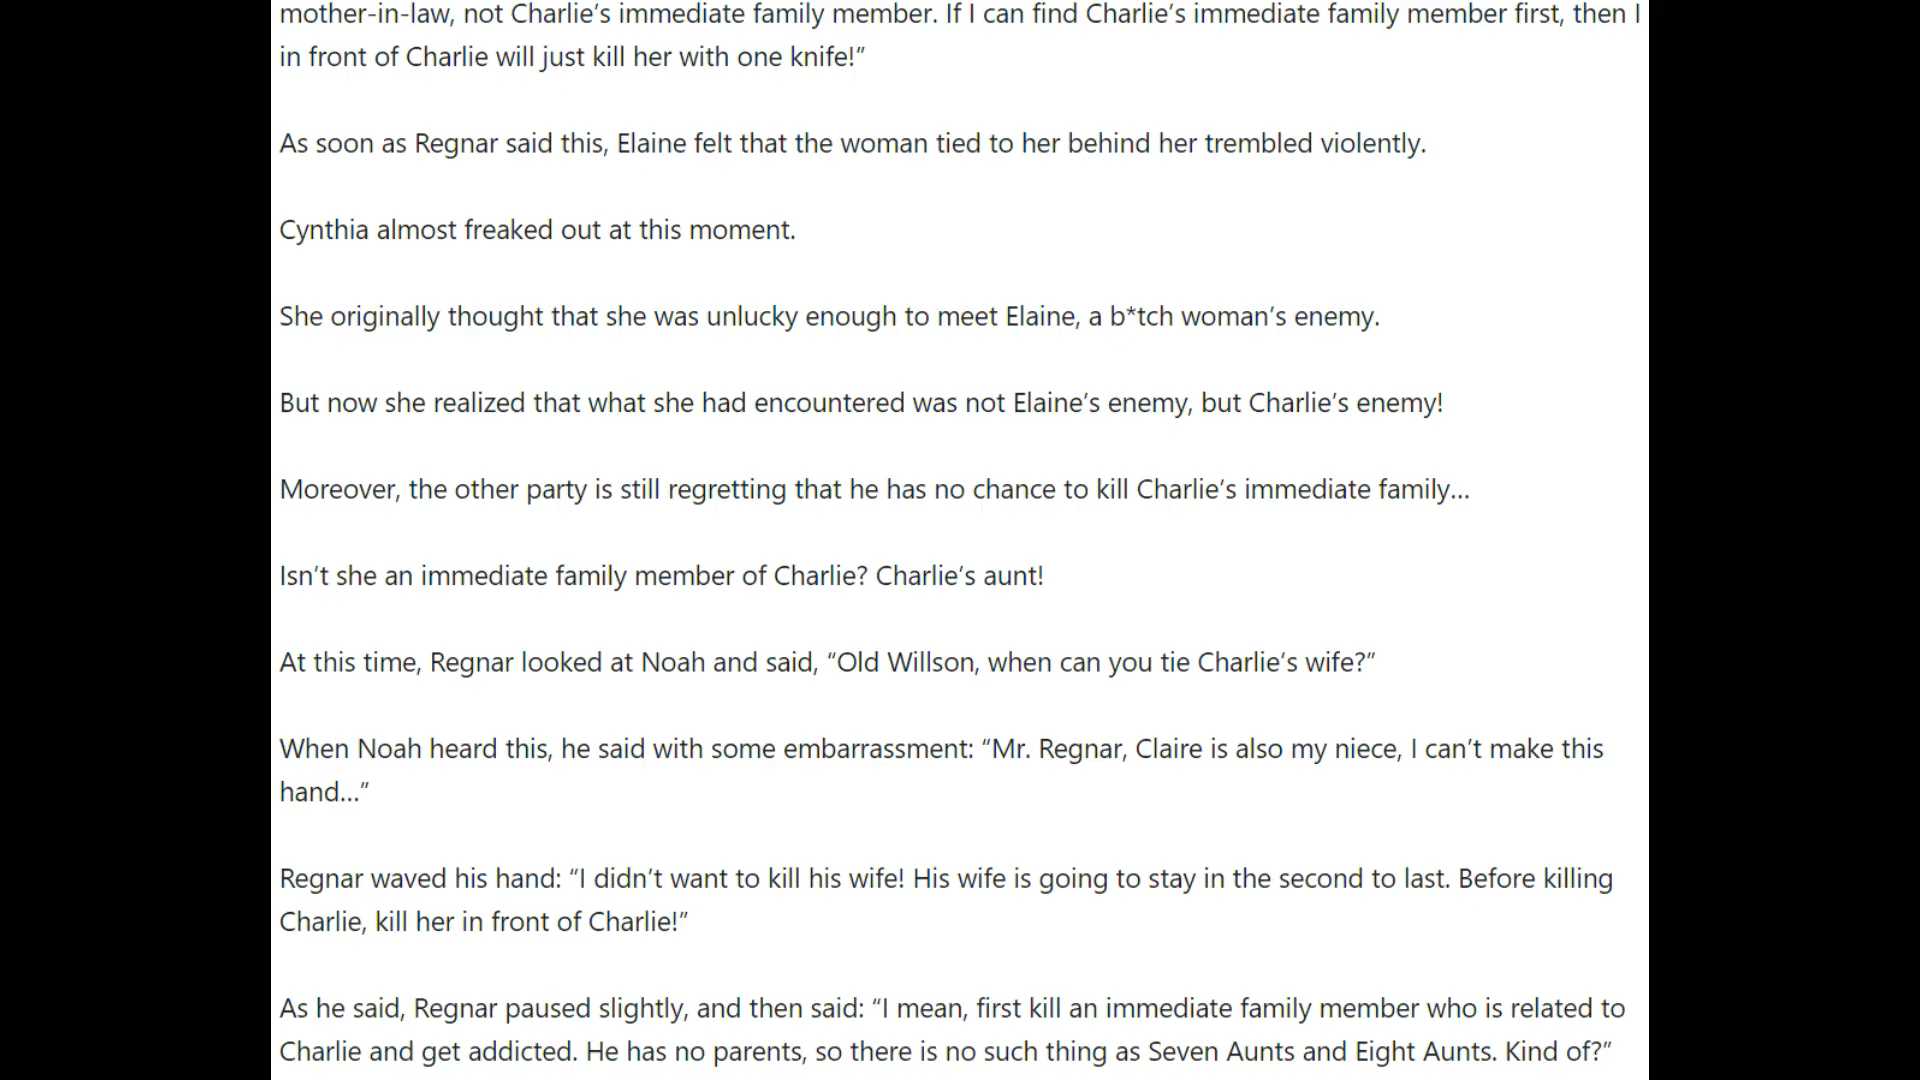 mother-in-law, not Charlie’s immediate family member. If I can find Charlie’s immediate family member first, then I
in front of Charlie will just kill her with one knife!”
As soon as Regnar said this, Elaine felt that the woman tied to her behind her trembled violently.
Cynthia almost freaked out at this moment.
She originally thought that she was unlucky enough to meet Elaine, a b*tch woman’s enemy.
But now she realized that what she had encountered was not Elaine’s enemy, but Charlie’s enemy!
Moreover, the other party is still regretting that he has no chance to kill Charlie’s immediate family…
Isn’t she an immediate family member of Charlie? Charlie’s aunt!
At this time, Regnar looked at Noah and said, “Old Willson, when can you tie Charlie’s wife?”
When Noah heard this, he said with some embarrassment: “Mr. Regnar, Claire is also my niece, I can’t make this
hand…”
Regnar waved his hand: “I didn’t want to kill his wife! His wife is going to stay in the second to last. Before killing
Charlie, kill her in front of Charlie!”
As he said, Regnar paused slightly, and then said: “I mean, first kill an immediate family member who is related to
Charlie and get addicted. He has no parents, so there is no such thing as Seven Aunts and Eight Aunts. Kind of?”